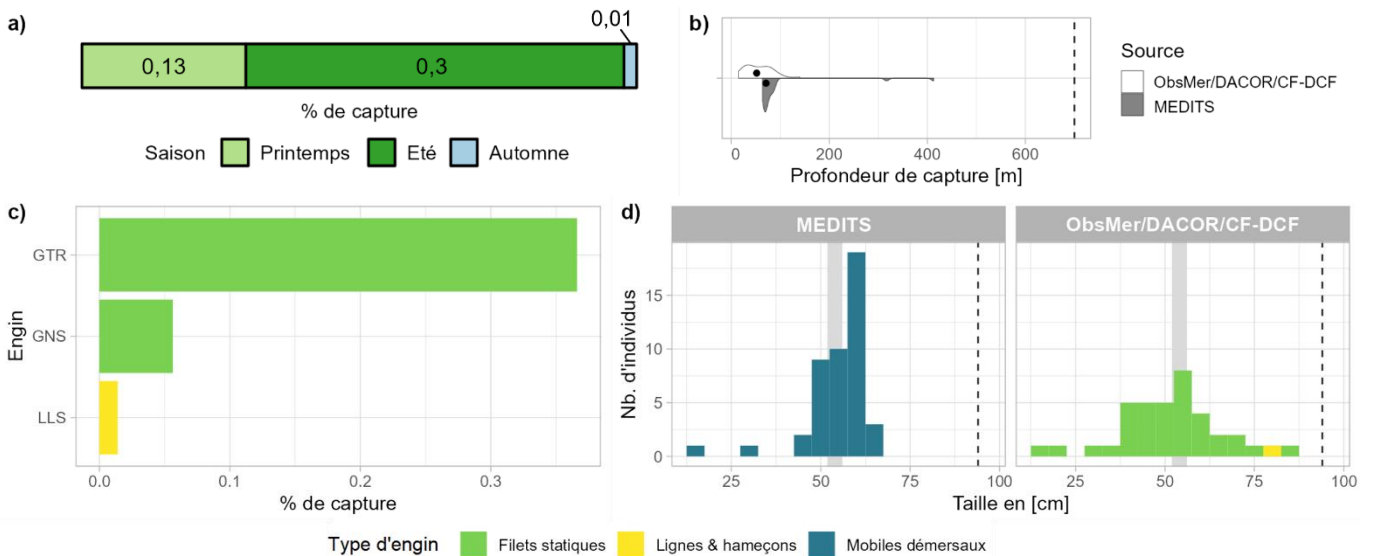 a)
0,01
0,13
0,3
% de capture
Saison Printemps Eté Automne
b)
0 200 400 600
Profondeur de capture [m]
Source
ObsMer/DACOR/CF-DCF
MEDITS
c)
Engin
GTR
GNS
LLS
0.0 0.1 0.2 0.3
% de capture
d)
MEDITS
ObsMer/DACOR/CF-DCF
Nb. d'individus
15
10
5
0
25 50 75 100
25 50 75 100
Taille en [cm]
Type d'engin Filets statiques Lignes & hameçons Mobiles démersaux